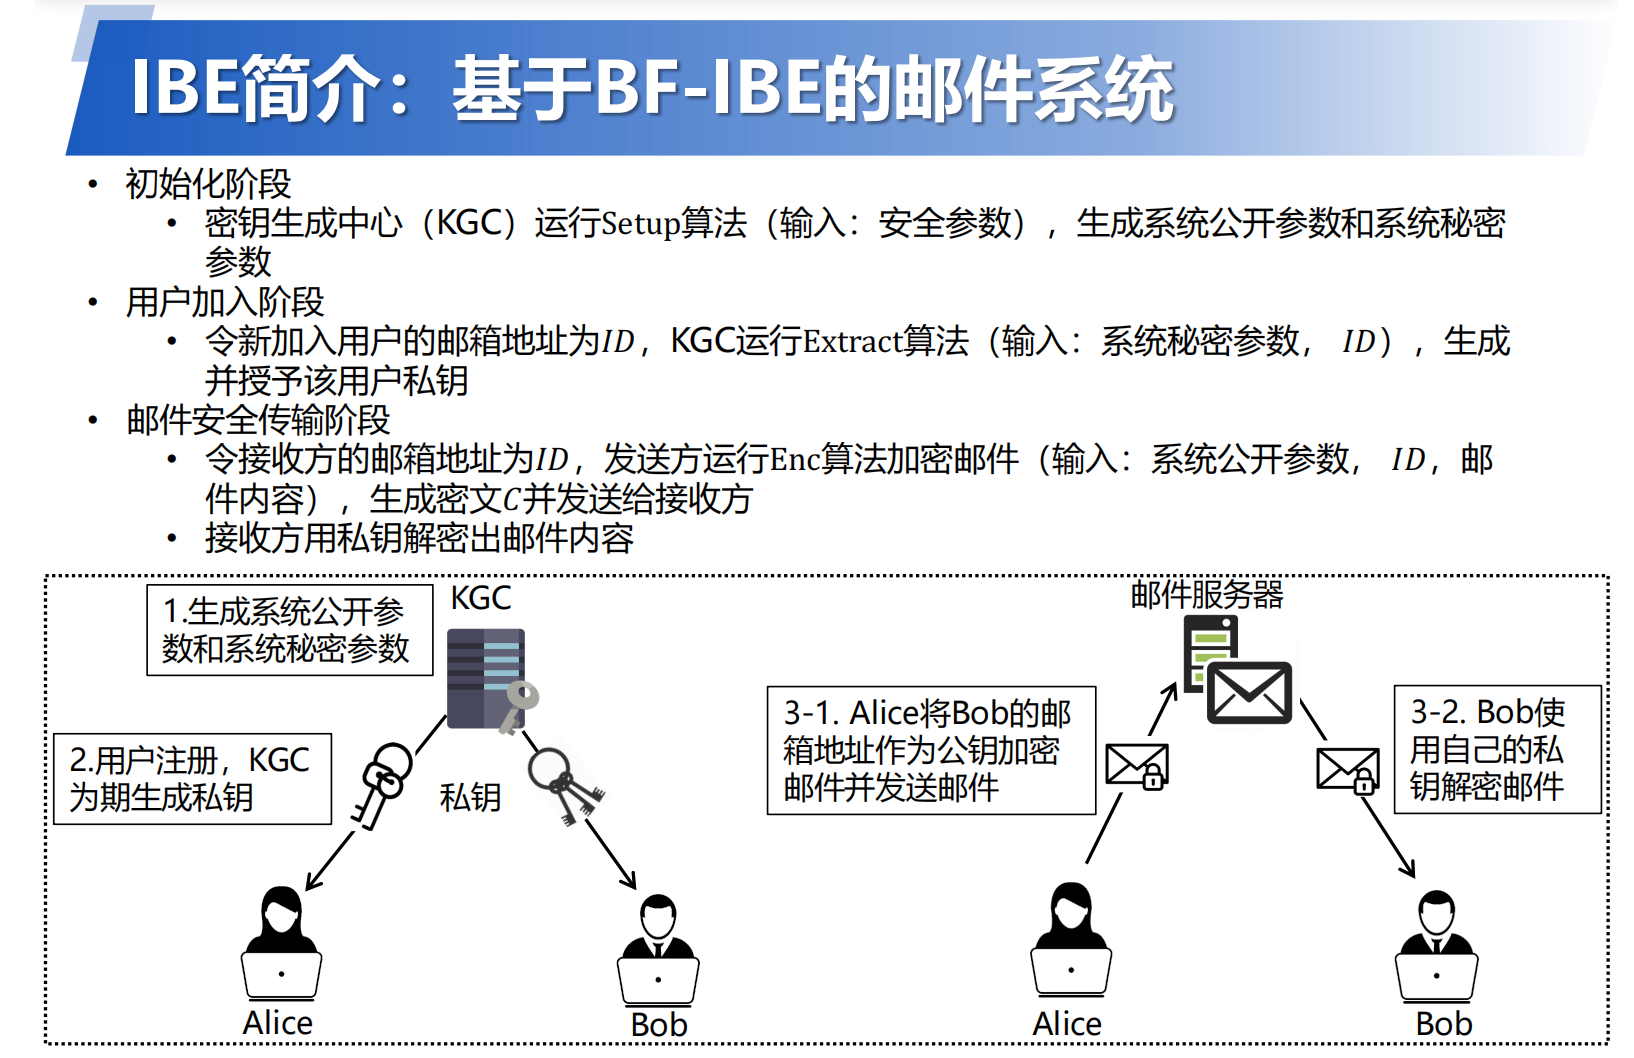 IBE简介：基于BF-IBE的邮件系统
• 初始化阶段
• 密钥生成中心（KGC）运行Setup算法（输入：安全参数），生成系统公开参数和系统秘密
参数
• 用户加入阶段
• 令新加入用户的邮箱地址为ID，KGC运行Extract算法（输入：系统秘密参数， ID），生成
并授予该用户私钥
• 邮件安全传输阶段
• 令接收方的邮箱地址为ID，发送方运行Enc算法加密邮件（输入：系统公开参数， ID，邮
件内容），生成密文C并发送给接收方
• 接收方用私钥解密出邮件内容
1.生成系统公开参
数和系统秘密参数
KGC
2.用户注册，KGC
为期生成私钥
私钥
Alice
Bob
邮件服务器
3-1. Alice将Bob的邮
箱地址作为公钥加密
邮件并发送邮件
3-2. Bob使
用自己的私
钥解密邮件
Alice
Bob